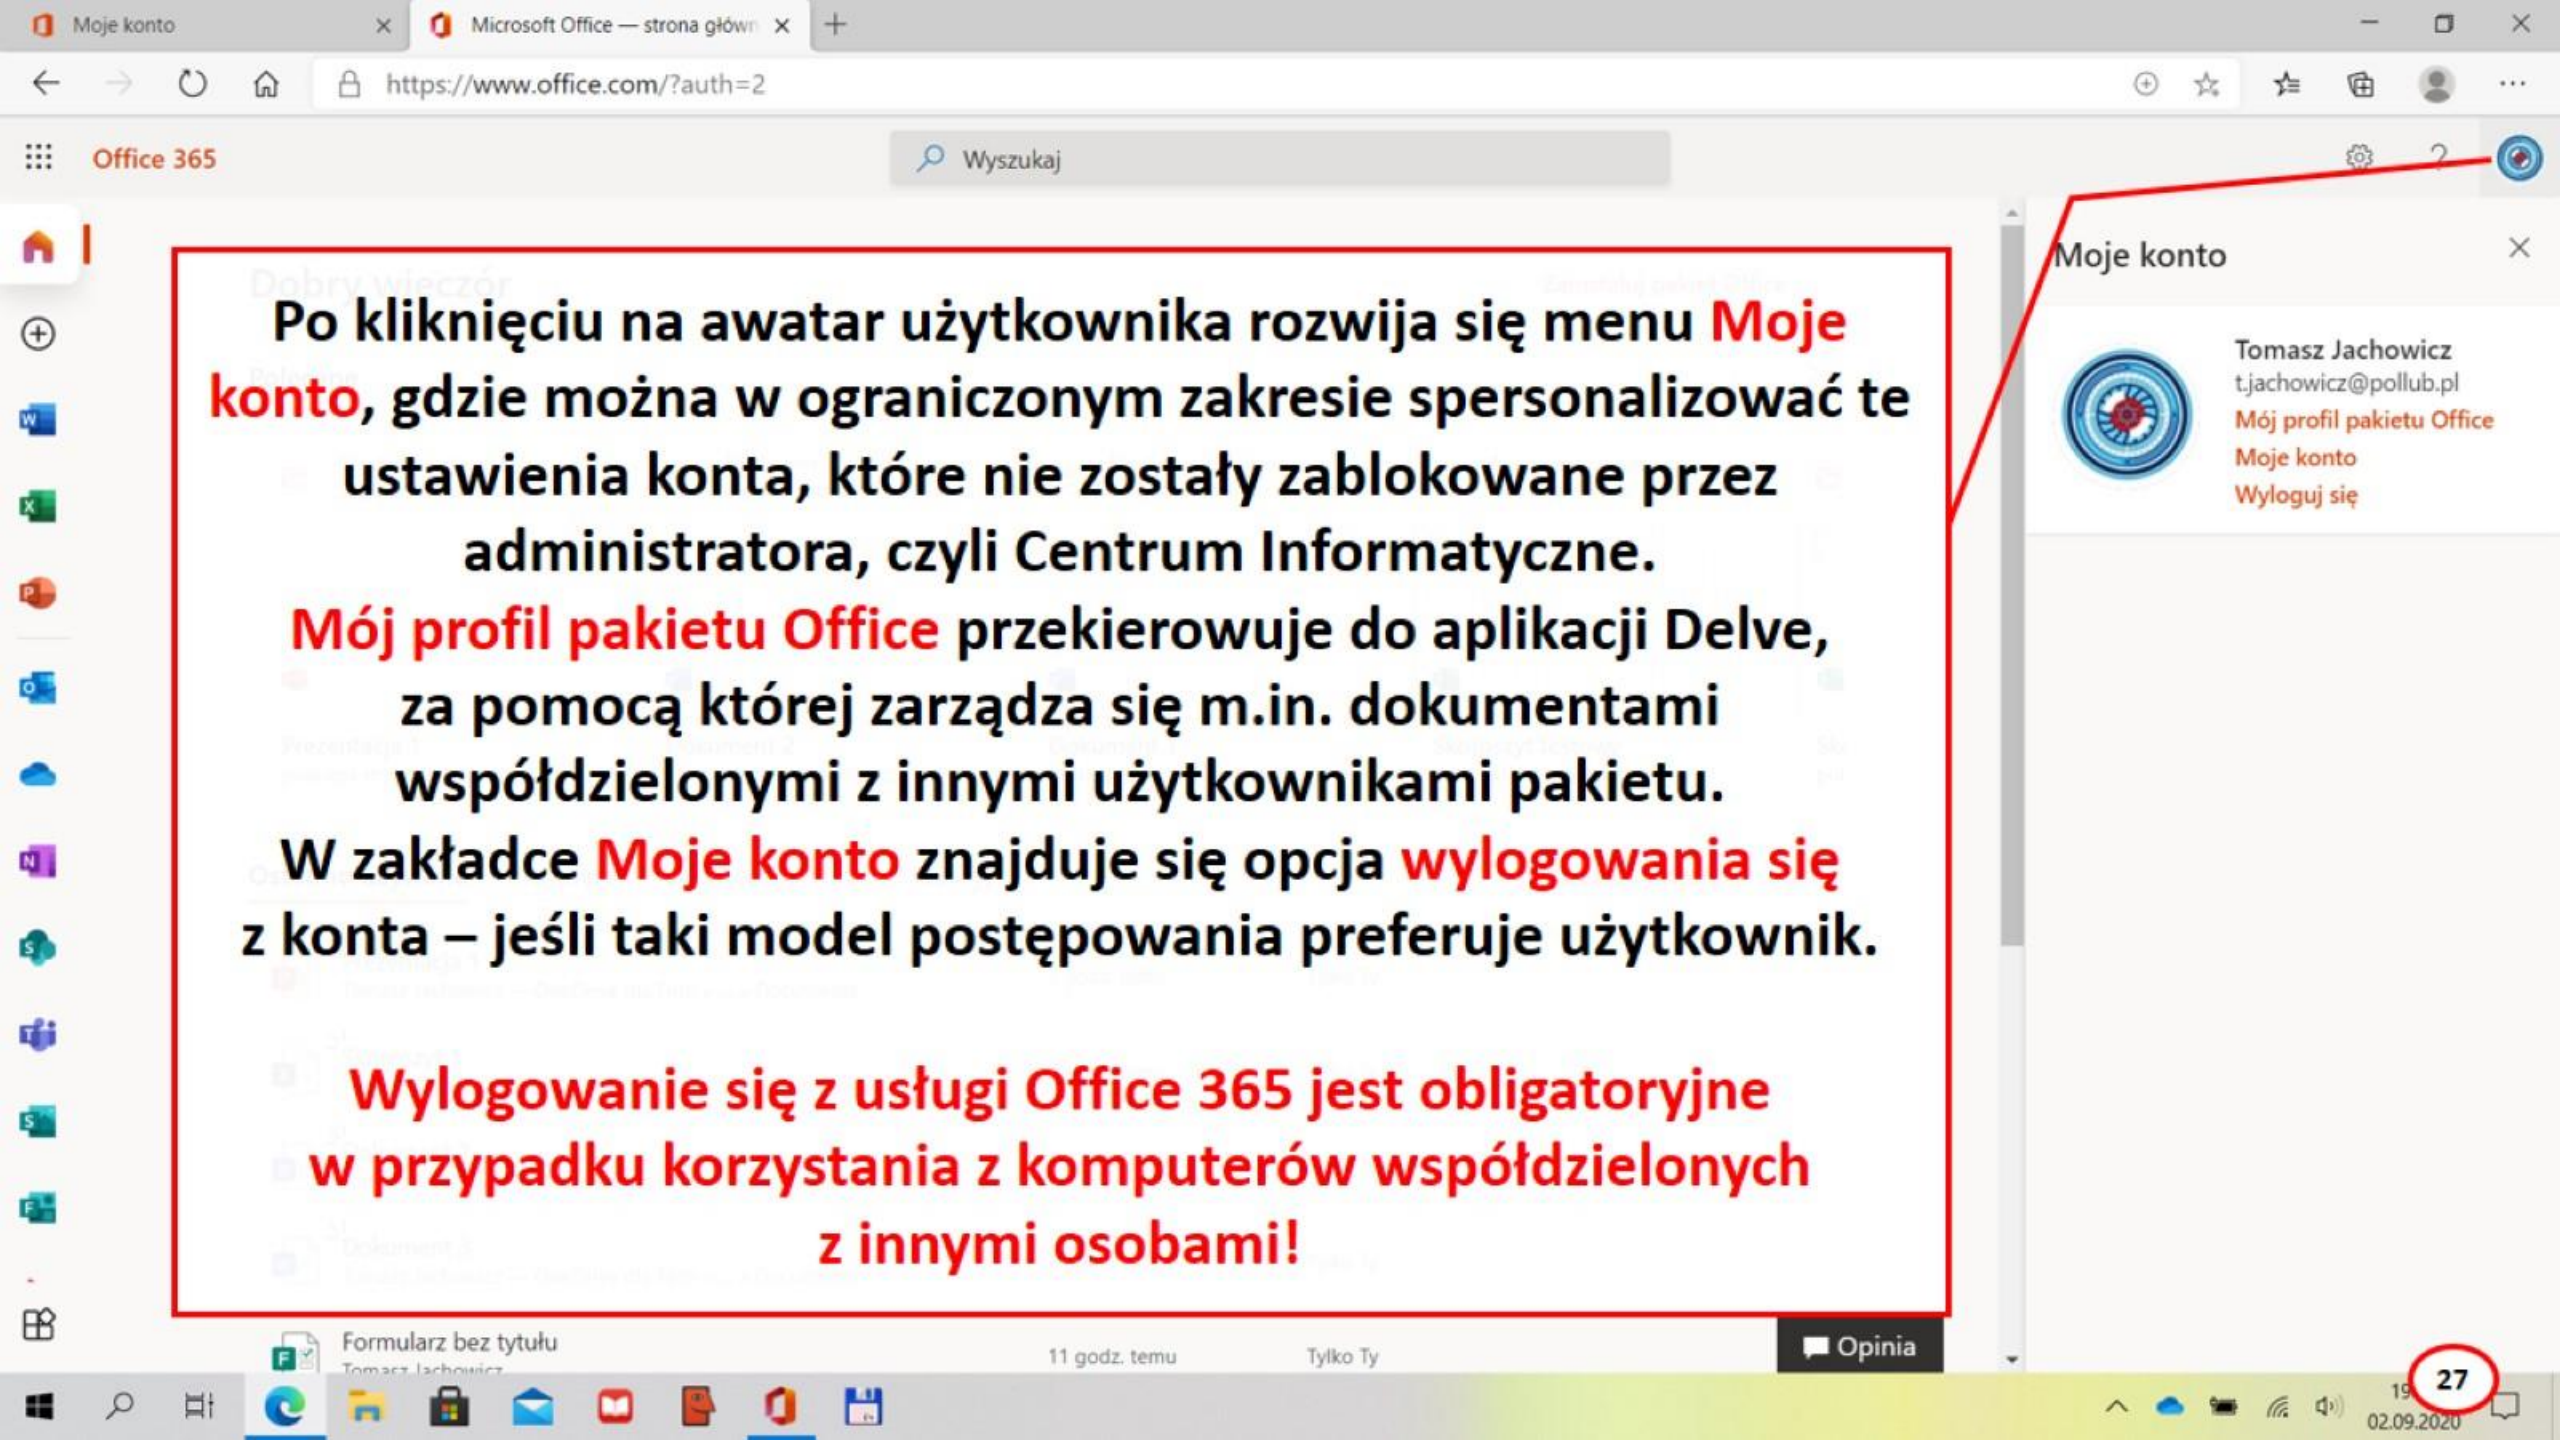 Moje konto
Microsoft Office — strona główn
https://www.office.com/?auth=2
Office 365
Wyszukaj
Moje konto
Tomasz Jachowicz
t.jachowicz@pollub.pl
Mój profil pakietu Office
Moje konto
Wyloguj się
Dobry wieczór
Po kliknięciu na awatar użytkownika rozwija się menu Moje
konto, gdzie można w ograniczonym zakresie spersonalizować te
ustawienia konta, które nie zostały zablokowane przez
administratora, czyli Centrum Informatyczne.
Mój profil pakietu Office przekierowuje do aplikacji Delve,
za pomocą której zarządza się m.in. dokumentami
współdzielonymi z innymi użytkownikami pakietu.
W zakładce Moje konto znajduje się opcja wylogowania się
z konta – jeśli taki model postępowania preferuje użytkownik.
Wylogowanie się z usługi Office 365 jest obligatoryjne
w przypadku korzystania z komputerów współdzielonych
z innymi osobami!
Formularz bez tytułu
Tomasz Jachowicz
11 godz. temu
Tylko Ty
Opinia
27
02.09.2020